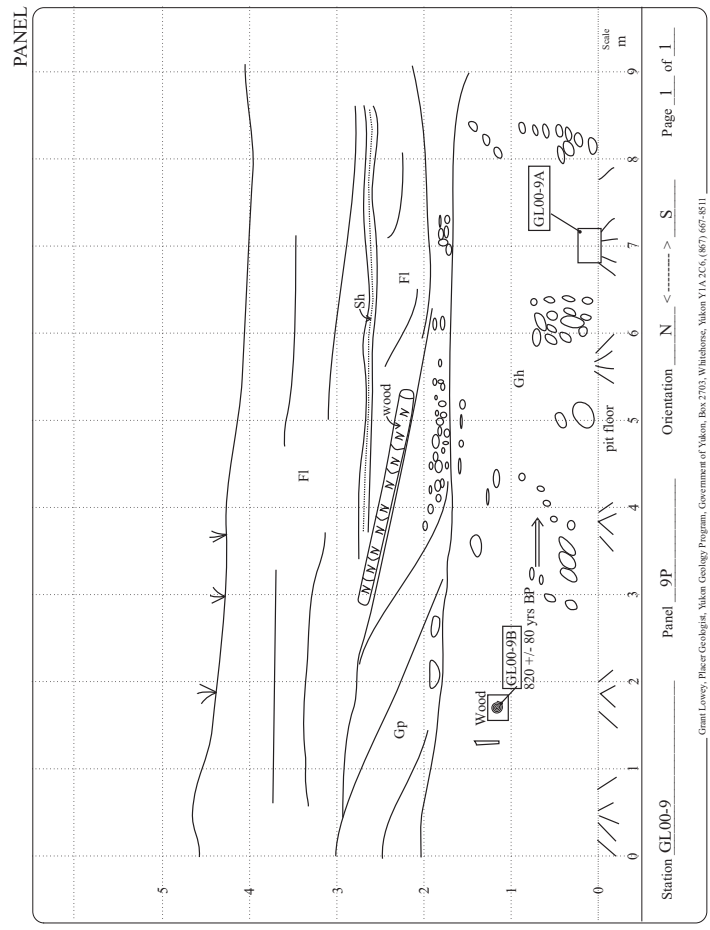 PANEL
5
4
3
2
1
0
Fl
Sh
Fl
wood
N N N N N N N N N
Gp
Gh
Wood
GL00-9B
820 +/- 80 yrs BP
GL00-9A
pit floor
0 1 2 3 4 5 6 7 8 9
Scale
m
Station GL00-9 Panel 9P Orientation N < -------- > S Page 1 of 1
Grant Lowey, Placer Geologist, Yukon Geology Program, Government of Yukon, Box 2703, Whitehorse, Yukon Y1A 2C6, (867) 667-8511